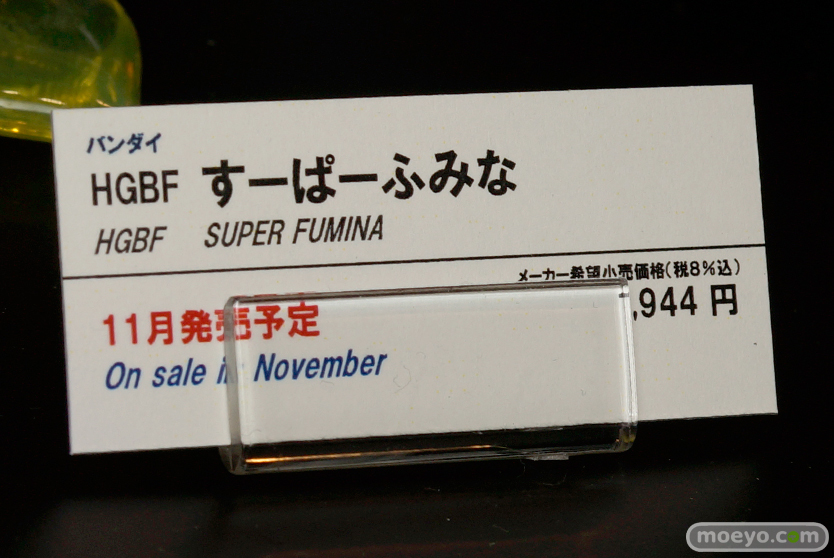 バンダイ
HGBF すーぱーふみな
HGBF SUPER FUMINA
メーカー希望小売価格(税8%込)
11月発売予定
,944 円
On sale in November
moeyo.com